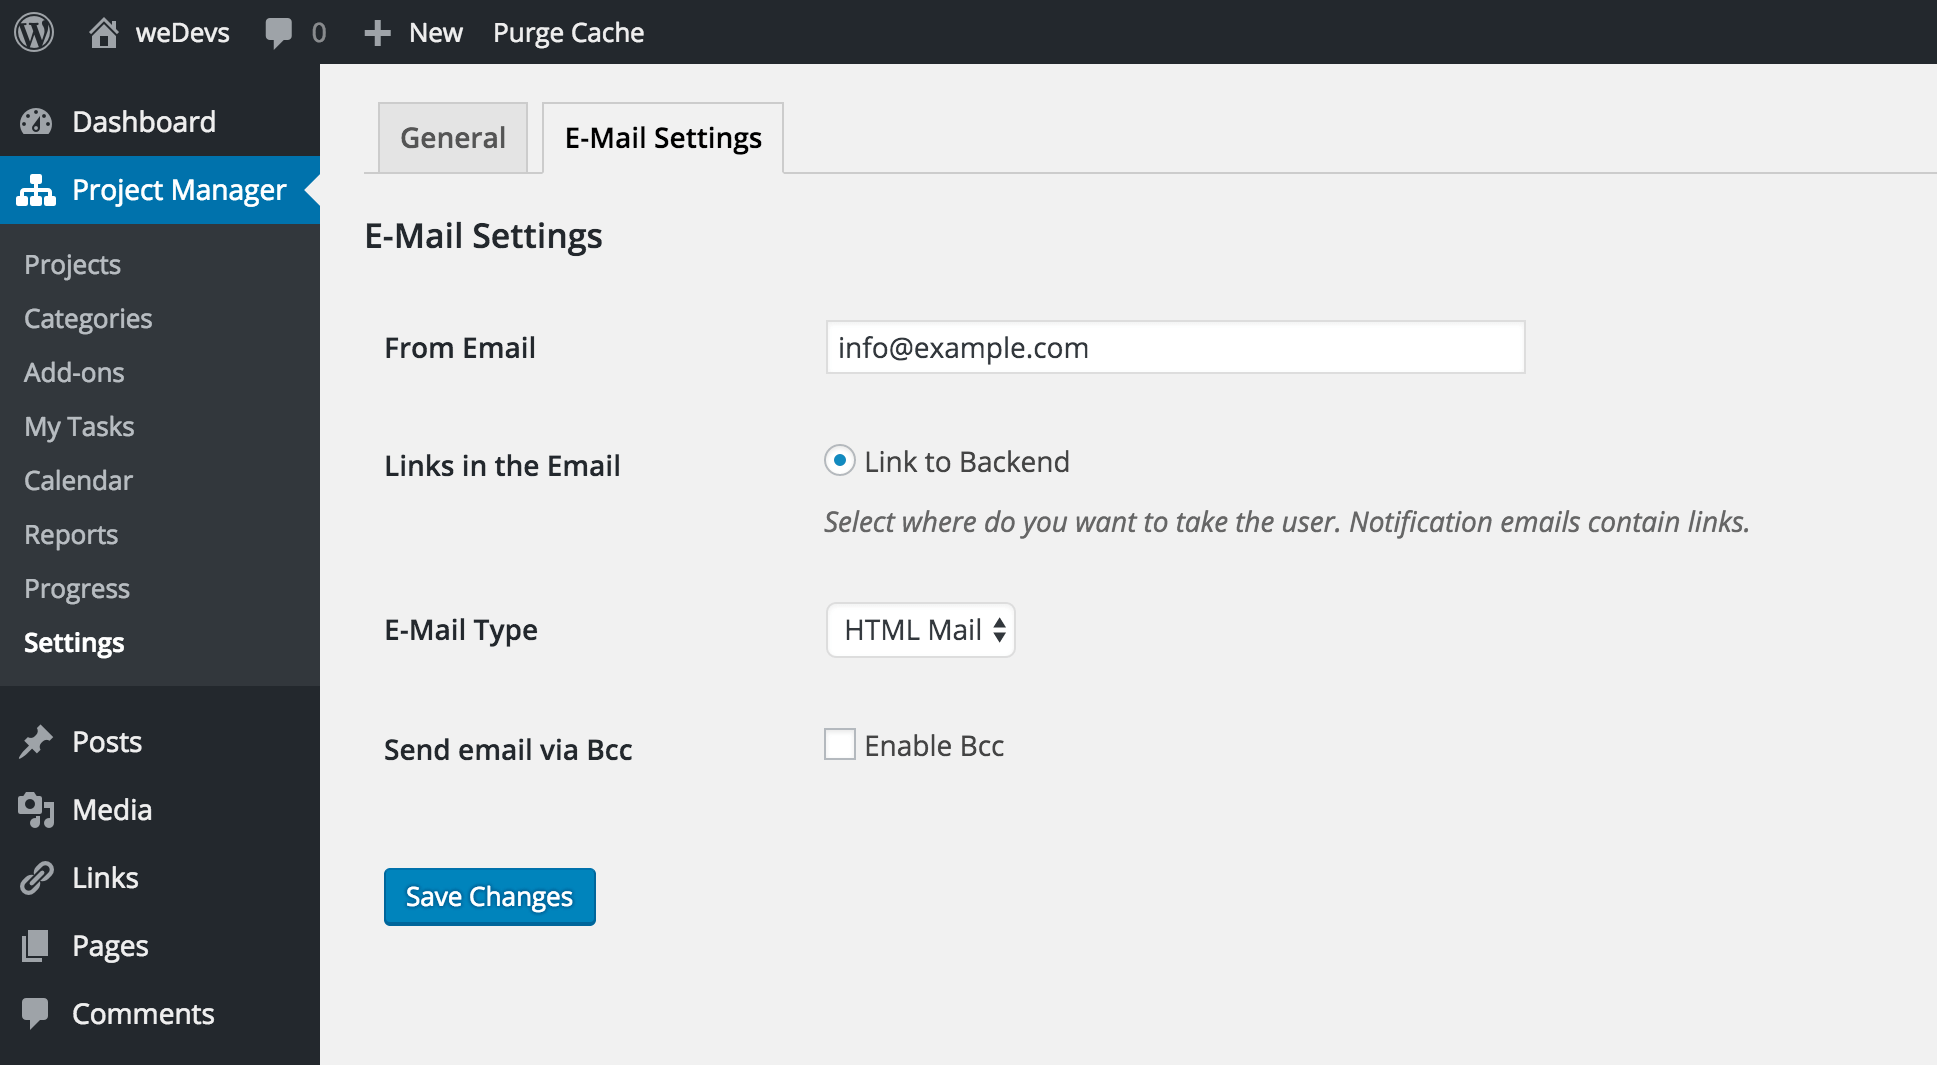 weDevs 0 New Purge Cache
Dashboard
Project Manager
Projects
Categories
Add-ons
My Tasks
Calendar
Reports
Progress
Settings
Posts
Media
Links
Pages
Comments
General E-Mail Settings
E-Mail Settings
From Email info@example.com
Links in the Email Link to Backend
Select where do you want to take the user. Notification emails contain links.
E-Mail Type HTML Mail
Send email via Bcc Enable Bcc
Save Changes